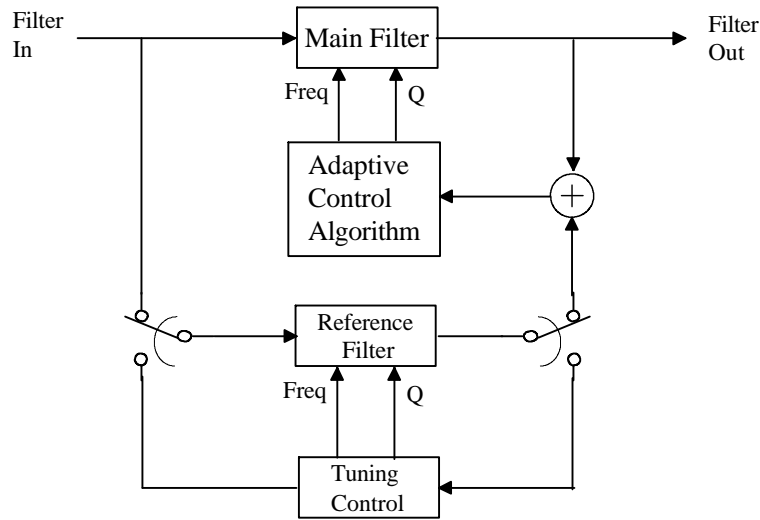 Filter
In
Main Filter
Filter
Out
Freq
Q
Adaptive
Control
Algorithm
Reference
Filter
Freq
Q
Tuning
Control